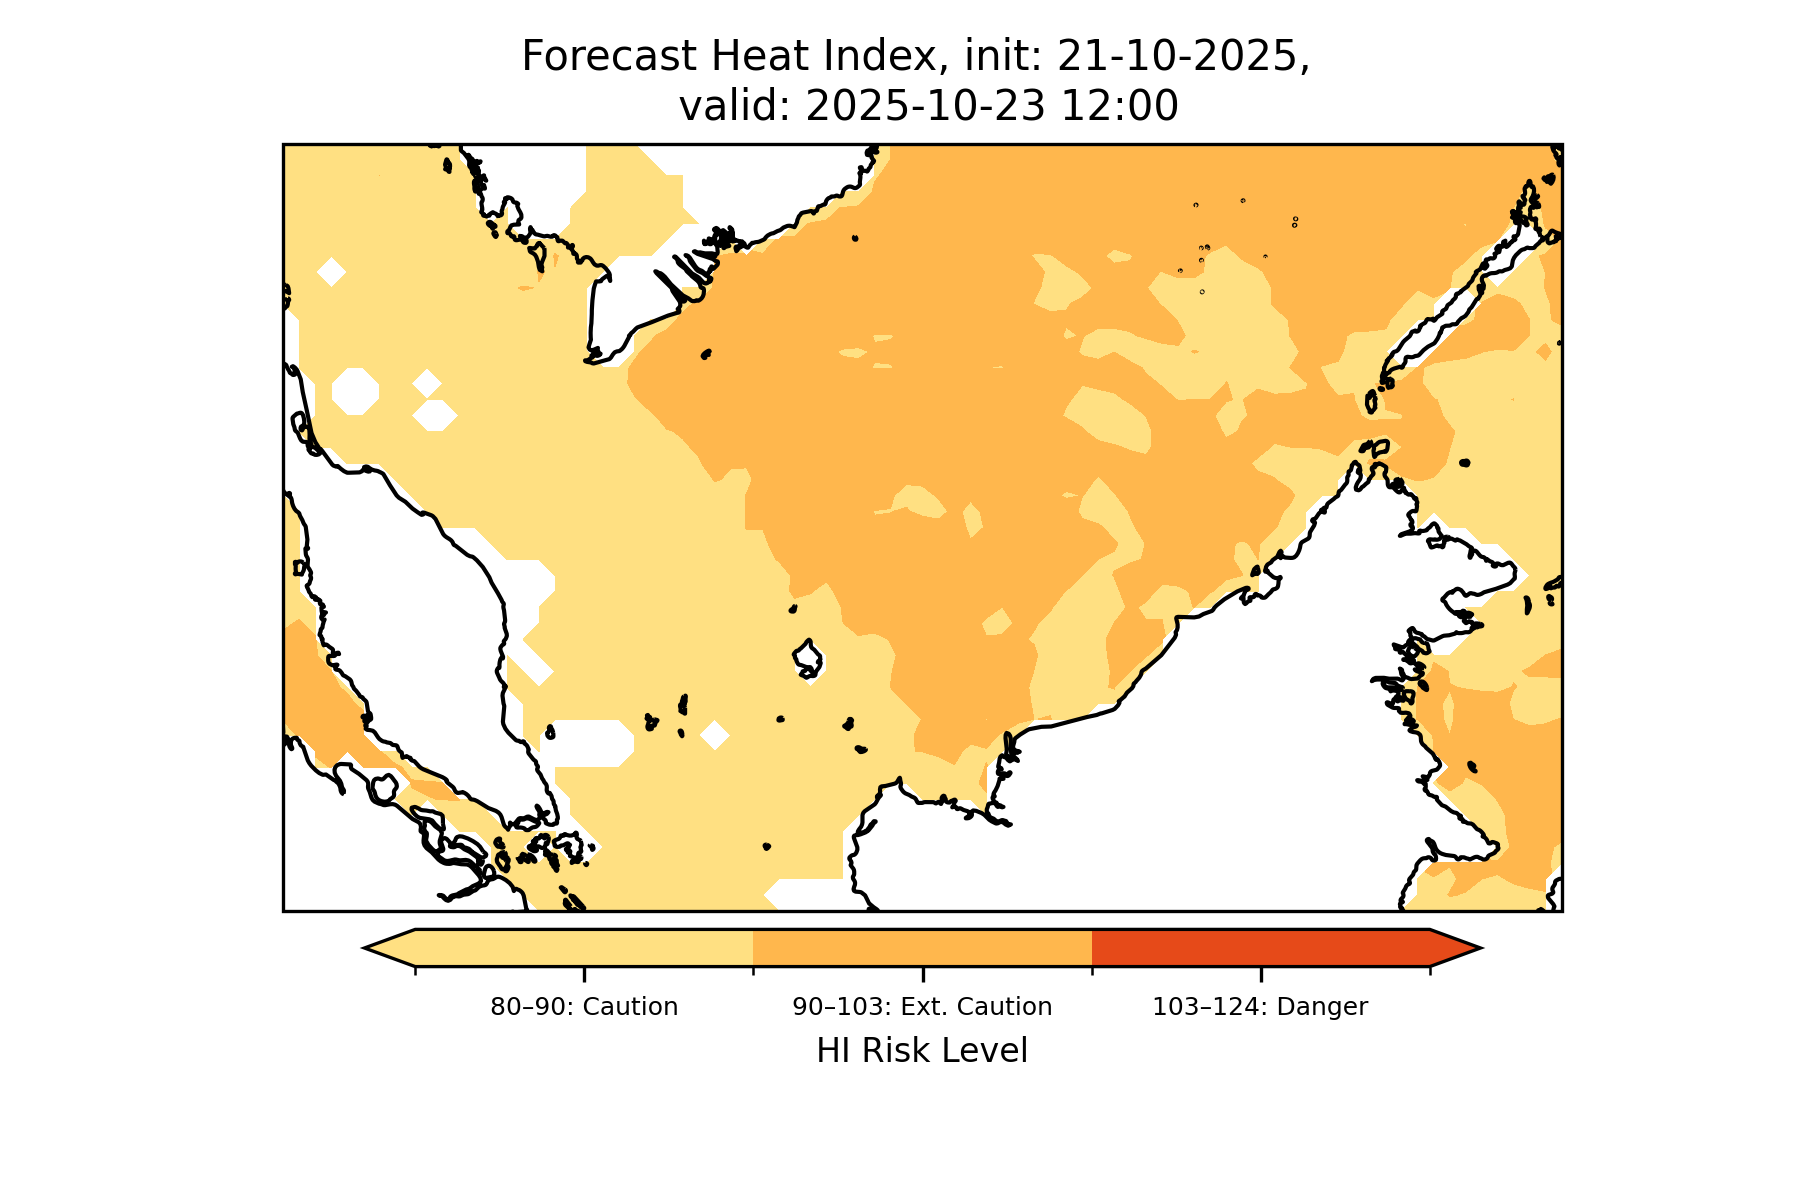 Forecast Heat Index, init: 21-10-2025,
valid: 2025-10-23 12:00
80–90: Caution
90–103: Ext. Caution
103–124: Danger
HI Risk Level